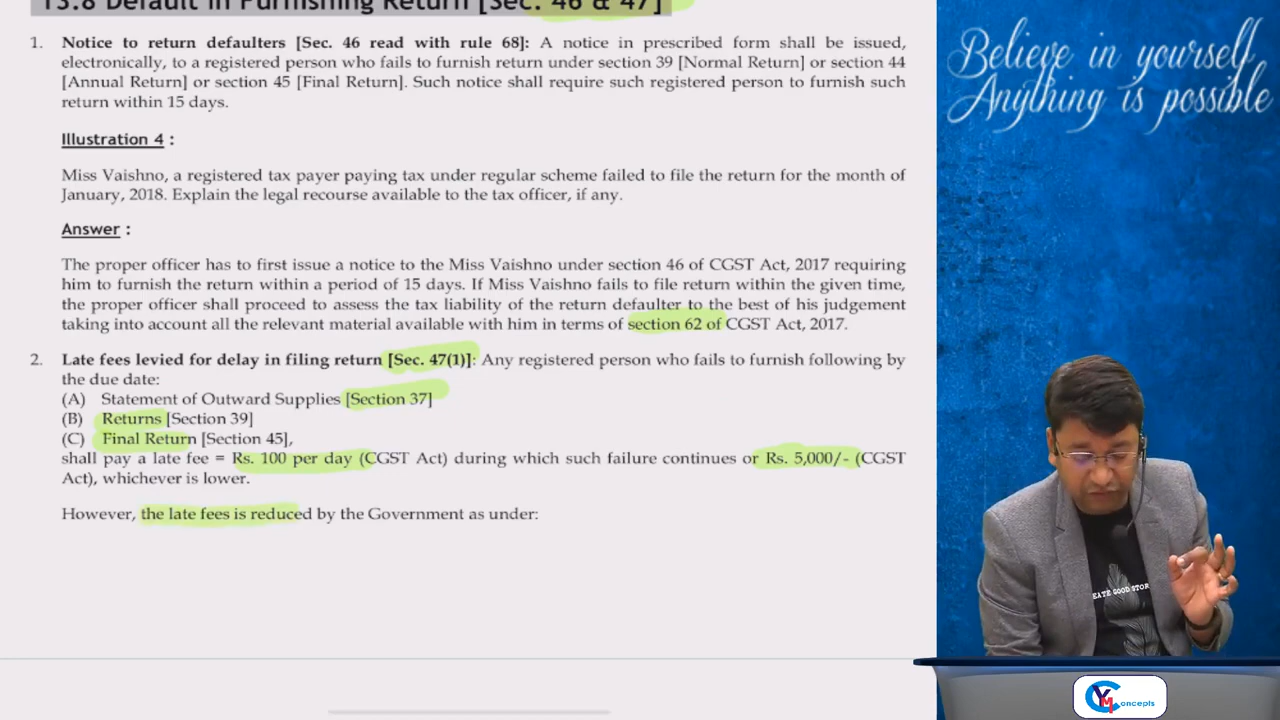 13.8 Default in Furnishing Return [Sec. 46 & 47]
1. Notice to return defaulters [Sec. 46 read with rule 68]: A notice in prescribed form shall be issued,
electronically, to a registered person who fails to furnish return under section 39 [Normal Return] or section 44
[Annual Return] or section 45 [Final Return]. Such notice shall require such registered person to furnish such
return within 15 days.
Illustration 4 :
Miss Vaishno, a registered tax payer paying tax under regular scheme failed to file the return for the month of
January, 2018. Explain the legal recourse available to the tax officer, if any.
Answer :
The proper officer has to first issue a notice to the Miss Vaishno under section 46 of CGST Act, 2017 requiring
him to furnish the return within a period of 15 days. If Miss Vaishno fails to file return within the given time,
the proper officer shall proceed to assess the tax liability of the return defaulter to the best of his judgement
taking into account all the relevant material available with him in terms of section 62 of CGST Act, 2017.
2. Late fees levied for delay in filing return [Sec. 47(1)]: Any registered person who fails to furnish following by
the due date:
(A) Statement of Outward Supplies [Section 37]
(B) Returns [Section 39]
(C) Final Return [Section 45],
shall pay a late fee = Rs. 100 per day (CGST Act) during which such failure continues or Rs. 5,000/- (CGST
Act), whichever is lower.
However, the late fees is reduced by the Government as under:
Believe in yourself
Anything is possible
EATE GOOD STOR
YM Concepts